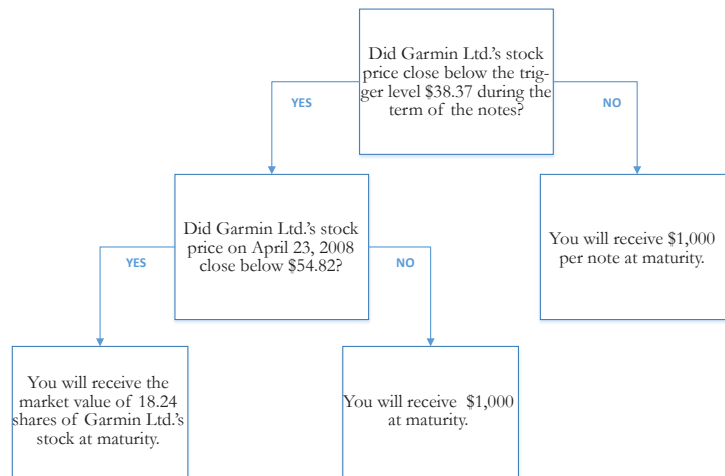 Did Garmin Ltd.'s stock
price close below the trig-
ger level $38.37 during the
term of the notes?
YES
NO
Did Garmin Ltd.'s stock
price on April 23, 2008
close below $54.82?
You will receive $1,000
per note at maturity.
YES
NO
You will receive the
market value of 18.24
shares of Garmin Ltd.'s
stock at maturity.
You will receive $1,000
at maturity.